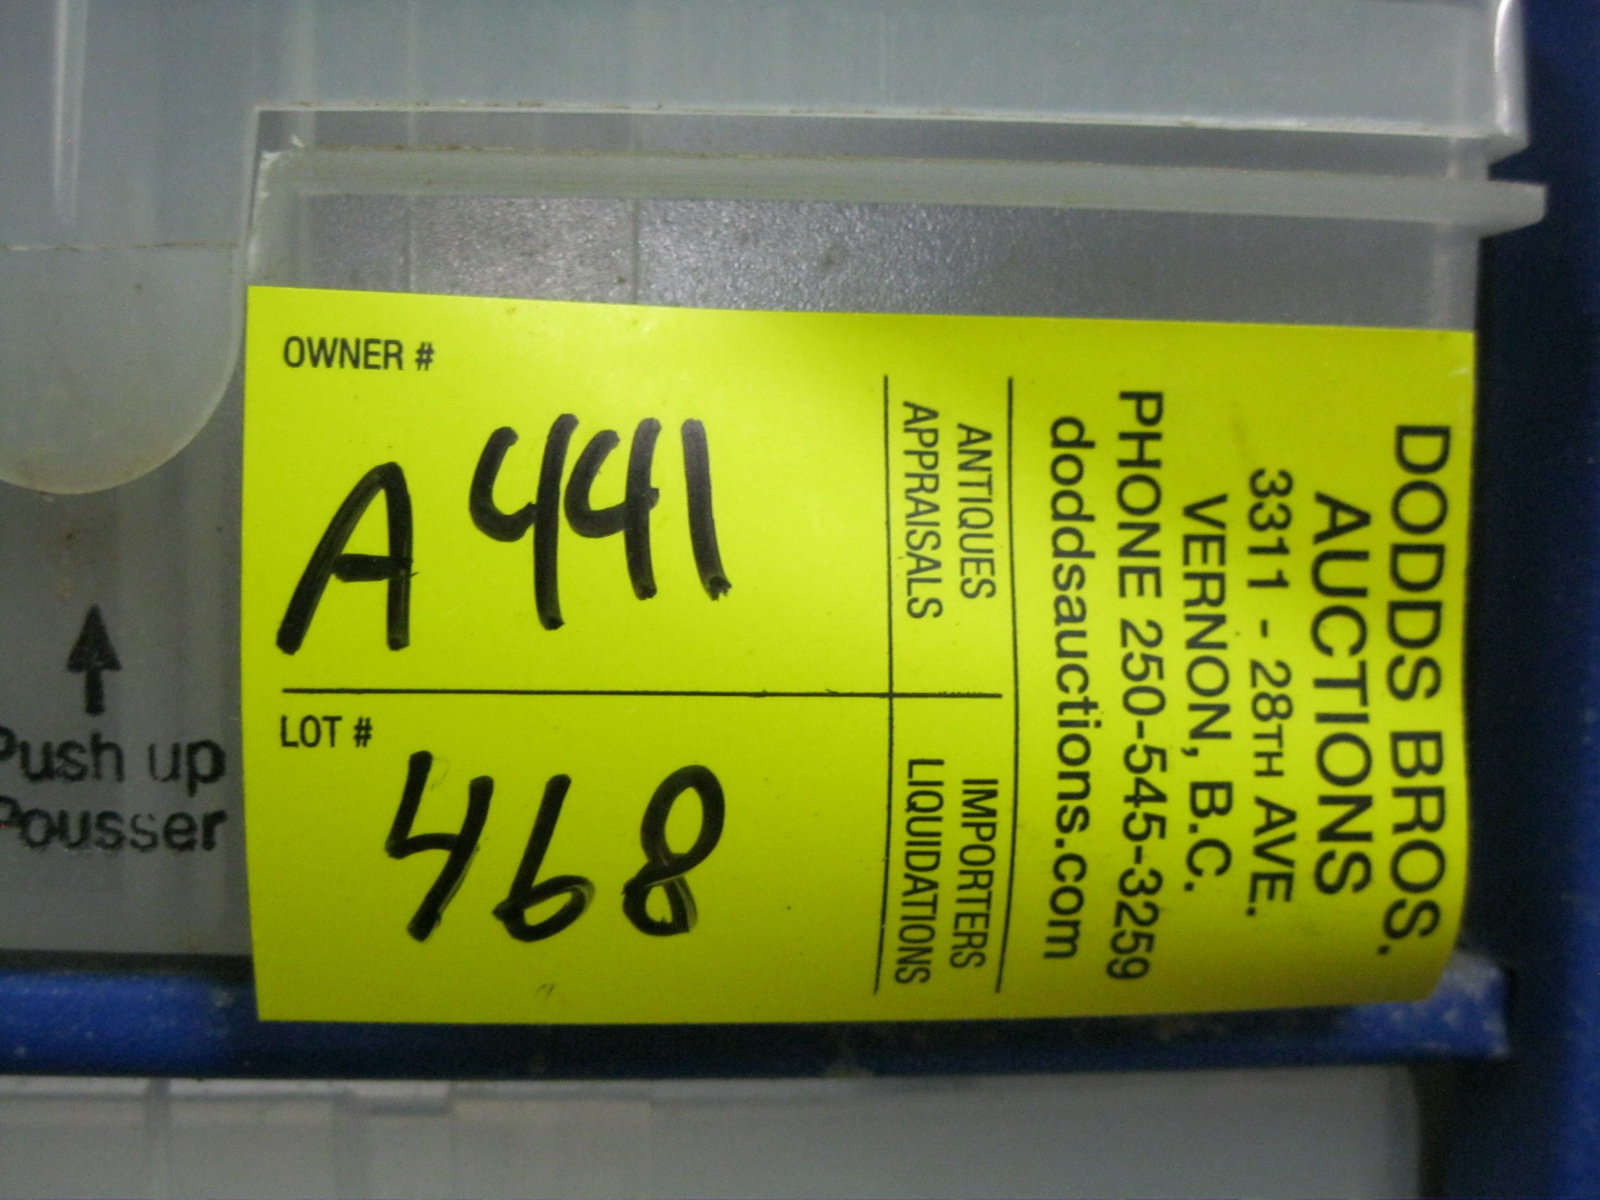 DODDS BROS.
AUCTIONS
3311 - 28TH AVE.
VERNON, B.C.
PHONE 250-545-3259
doddsauctions.com
ANTIQUES
APPRAISALS
IMPORTERS
LIQUIDATIONS
OWNER #
A441
LOT #
468
Push up
Pousser